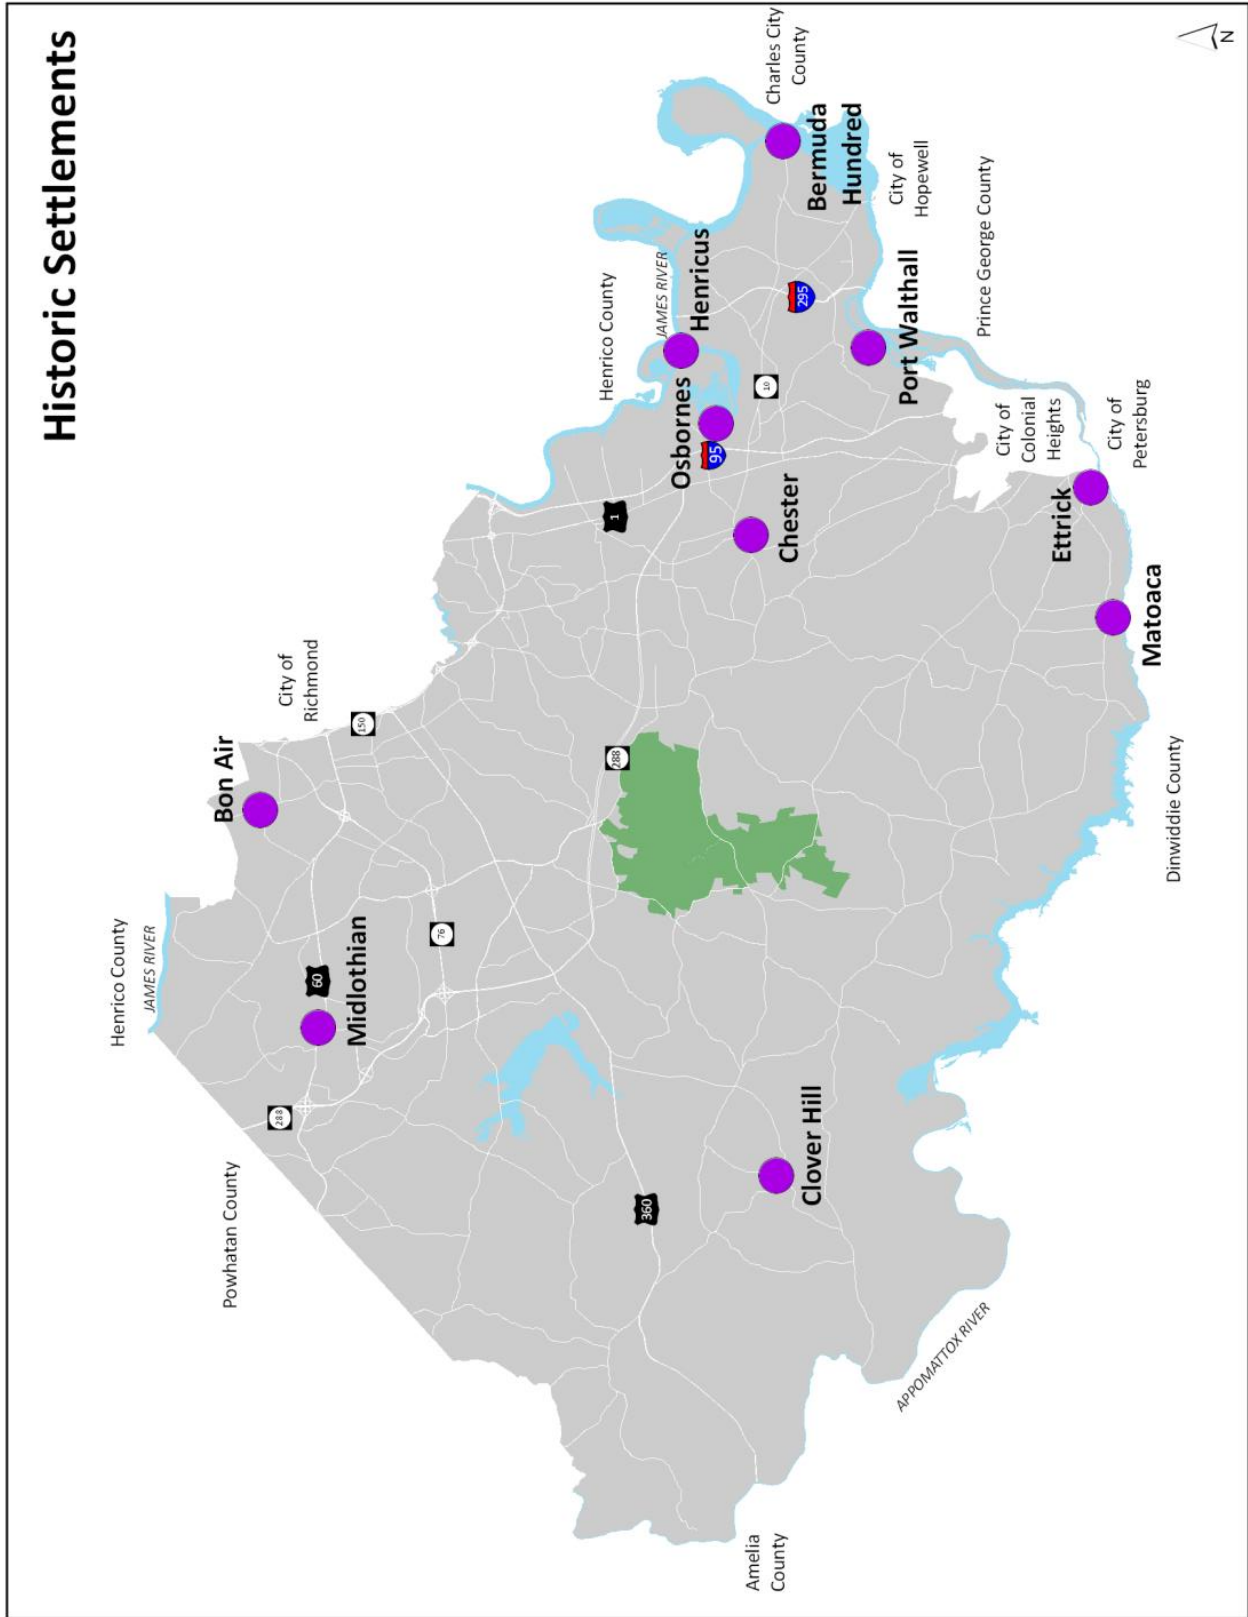 Historic Settlements
Henrico County
JAMES RIVER
Powhatan County
288
Midlothian
60
76
Bon Air
City of
Richmond
150
288
360
Clover Hill
Amelia
County
APPOMATTOX RIVER
Dinwiddie County
Matoaca
Ettrick
City of
Petersburg
City of
Colonial
Heights
Chester
1
95
Osbornes
Henrico County
JAMES RIVER
Henricus
10
295
Port Walthall
Prince George County
City of
Hopewell
Bermuda
Hundred
Charles City
County
N